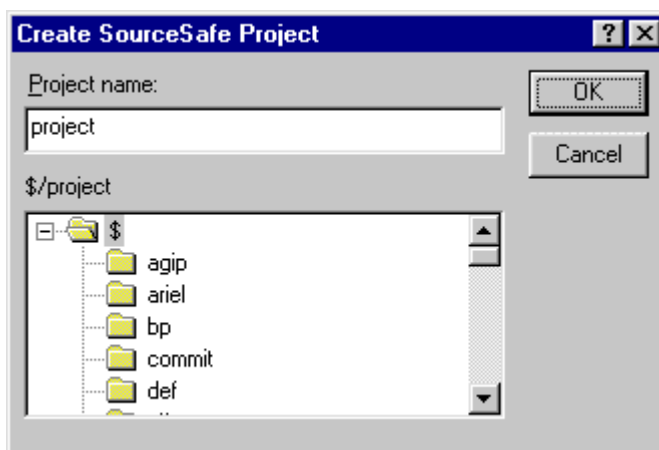 Create SourceSafe Project
Project name:
OK
project
Cancel
$/project
$
agip
ariel
bp
commit
def